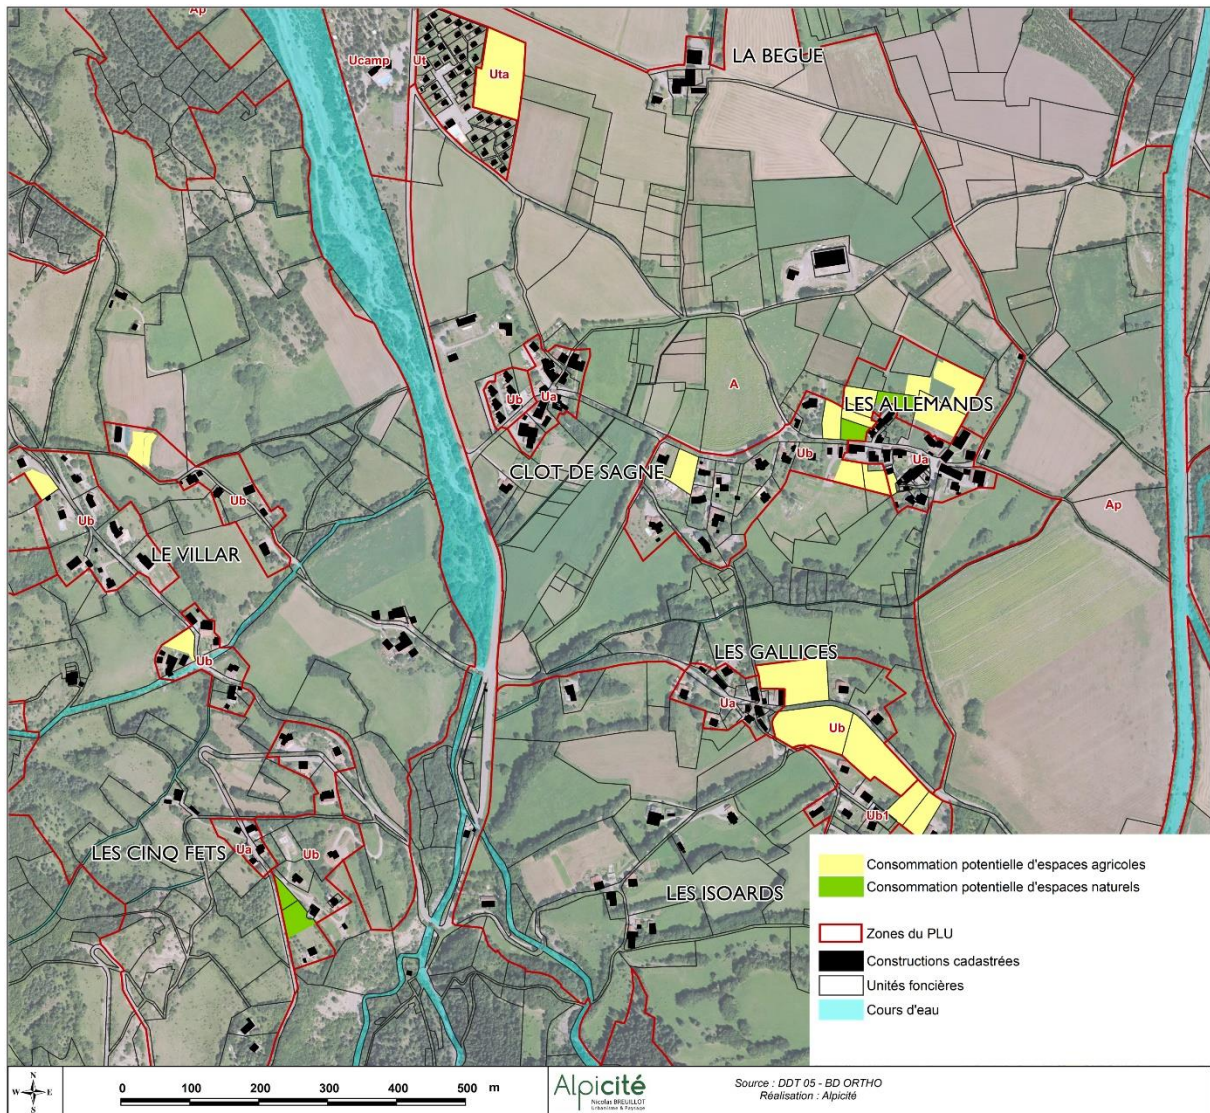 Ap
Ucamp
Ut
Uta
LA BEGUE
A
Ub
Ua
LES ALLEMANDS
CLOT DE SAGNE
Ub
Ua
Ap
Ub
Ub
LE VILLAR
Ub
LES GALLICES
Ua
Ub
Ub1
LES CINQ FETS
Ua
Ub
LES ISOARDS
Consommation potentielle d'espaces agricoles
Consommation potentielle d'espaces naturels
Zones du PLU
Constructions cadastrées
Unités foncières
Cours d'eau
N
W
E
S
0 100 200 300 400 500 m
Alpicité
Nicolas BREUILLOT
Urbanisme & Paysage
Source : DDT 05 - BD ORTHO
Réalisation : Alpicité